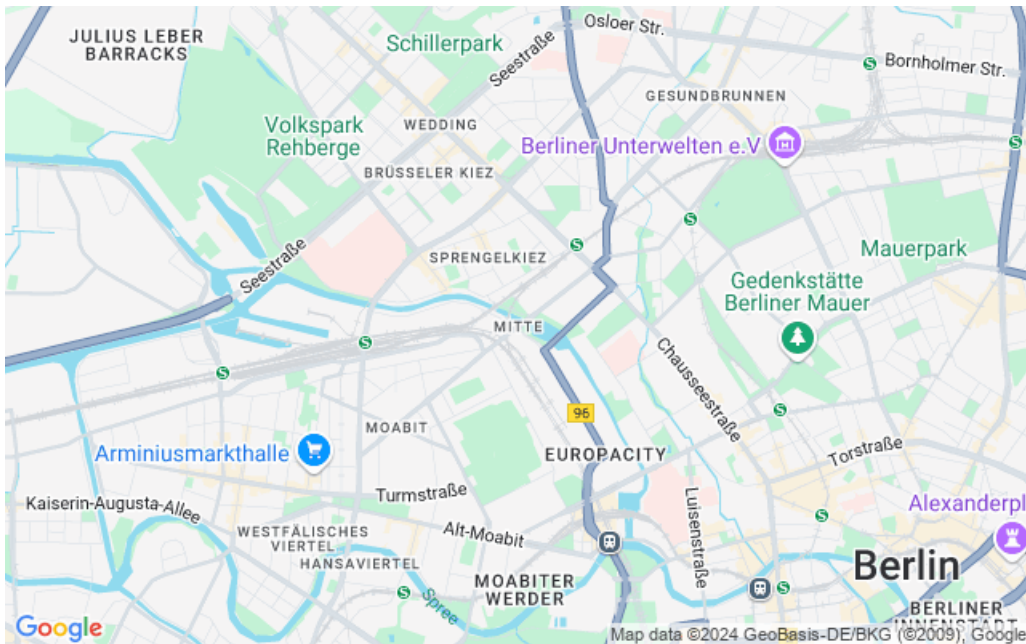 Osloer Str.
JULIUS LEBER
BARRACKS
Schillerpark
Seestraße
S
Bornholmer Str.
GESUNDBRUNNEN
Volkspark
Rehberge
WEDDING
Berliner Unterwelten e.V
S
BRÜSSELER KIEZ
S
Seestraße
SPRENGELKIEZ
S
Mauerpark
Gedenkstätte
Berliner Mauer
MITTE
S
S
Chausseestraße
96
S
MOABIT
Arminiusmarkthalle
EUROPACITY
Torstraße
Turmstraße
Luisenstraße
Kaiserin-Augusta-Allee
Alexanderpl
S
WESTFÄLISCHES
VIERTEL
Alt-Moabit
HANSAVIERTEL
Berlin
MOABITER
WERDER
S
Spree
S
BERLINER
INNENSTADT
Google
Map data ©2024 GeoBasis-DE/BKG (©2009), Google